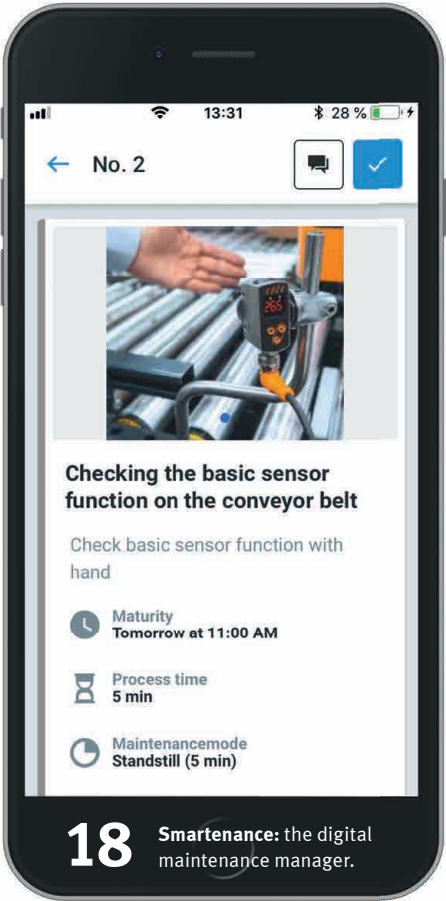 13:31
28 %
No. 2
265
Checking the basic sensor
function on the conveyor belt
Check basic sensor function with
hand
Maturity
Tomorrow at 11:00 AM
Process time
5 min
Maintenancemode
Standstill (5 min)
18
Smartenance: the digital
maintenance manager.